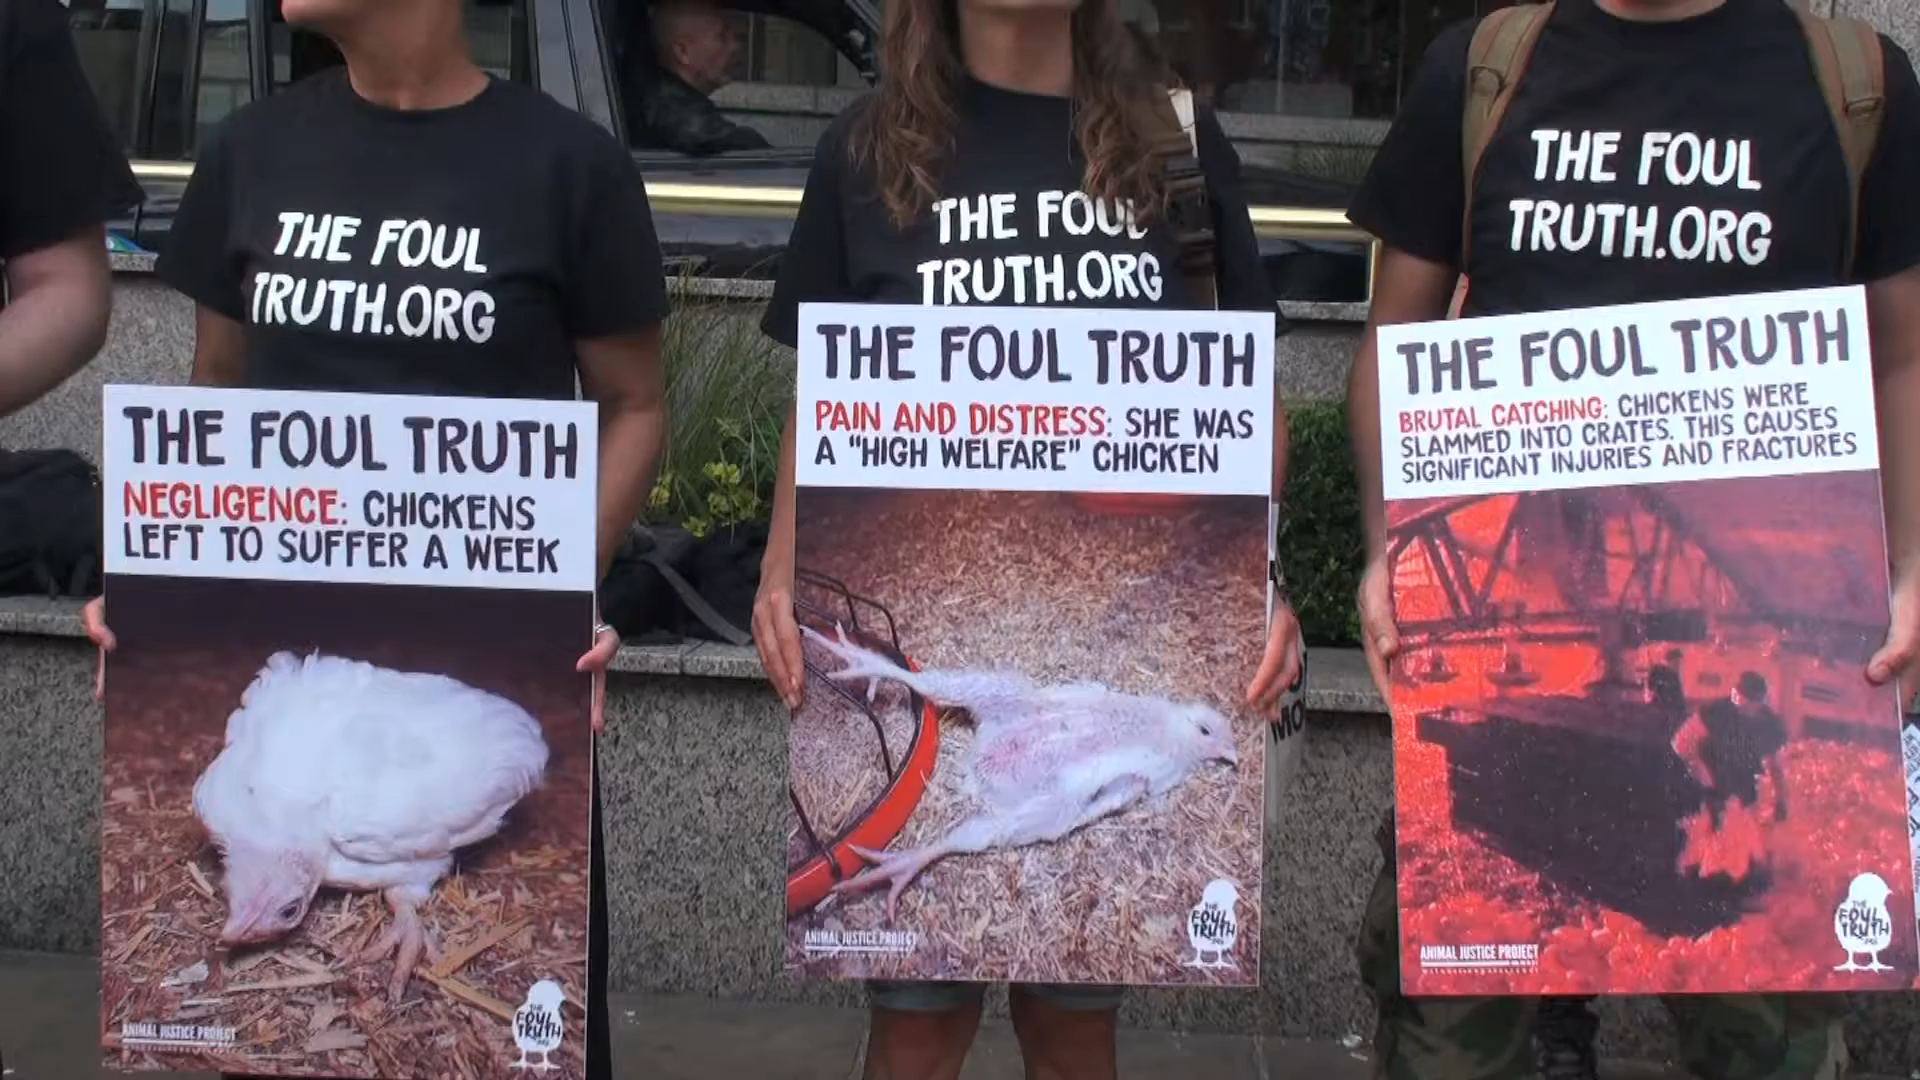 THE FOUL
TRUTH.ORG
THE FOUL
TRUTH.ORG
THE FOUL
TRUTH.ORG
THE FOUL TRUTH
NEGLIGENCE: CHICKENS
LEFT TO SUFFER A WEEK
ANIMAL JUSTICE PROJECT
THE
FOUL
TRUTH
THE FOUL TRUTH
PAIN AND DISTRESS: SHE WAS
A "HIGH WELFARE" CHICKEN
ANIMAL JUSTICE PROJECT
THE
FOUL
TRUTH
THE FOUL TRUTH
BRUTAL CATCHING: CHICKENS WERE
SLAMMED INTO CRATES. THIS CAUSES
SIGNIFICANT INJURIES AND FRACTURES
ANIMAL JUSTICE PROJECT
THE
FOUL
TRUTH